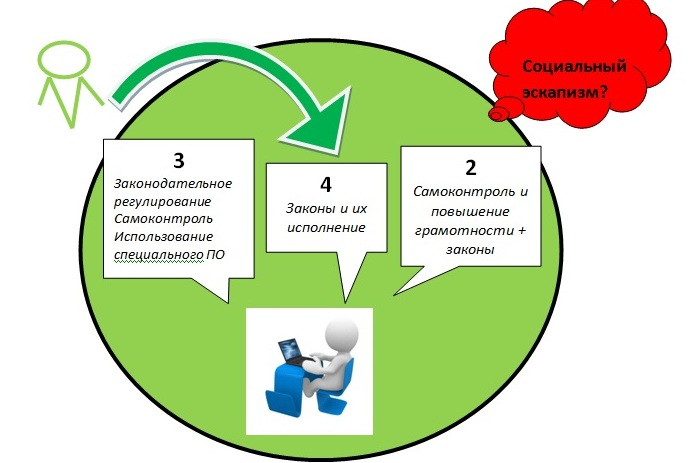 Социальный
эскапизм?
3
Законодательное
регулирование
Самоконтроль
Использование
специального ПО
4
Законы и их
исполнение
2
Самоконтроль и
повышение
грамотности +
законы